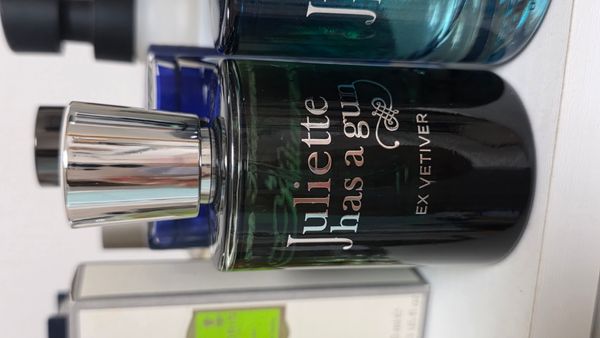 Juliette
has a gun
EX VETIVER